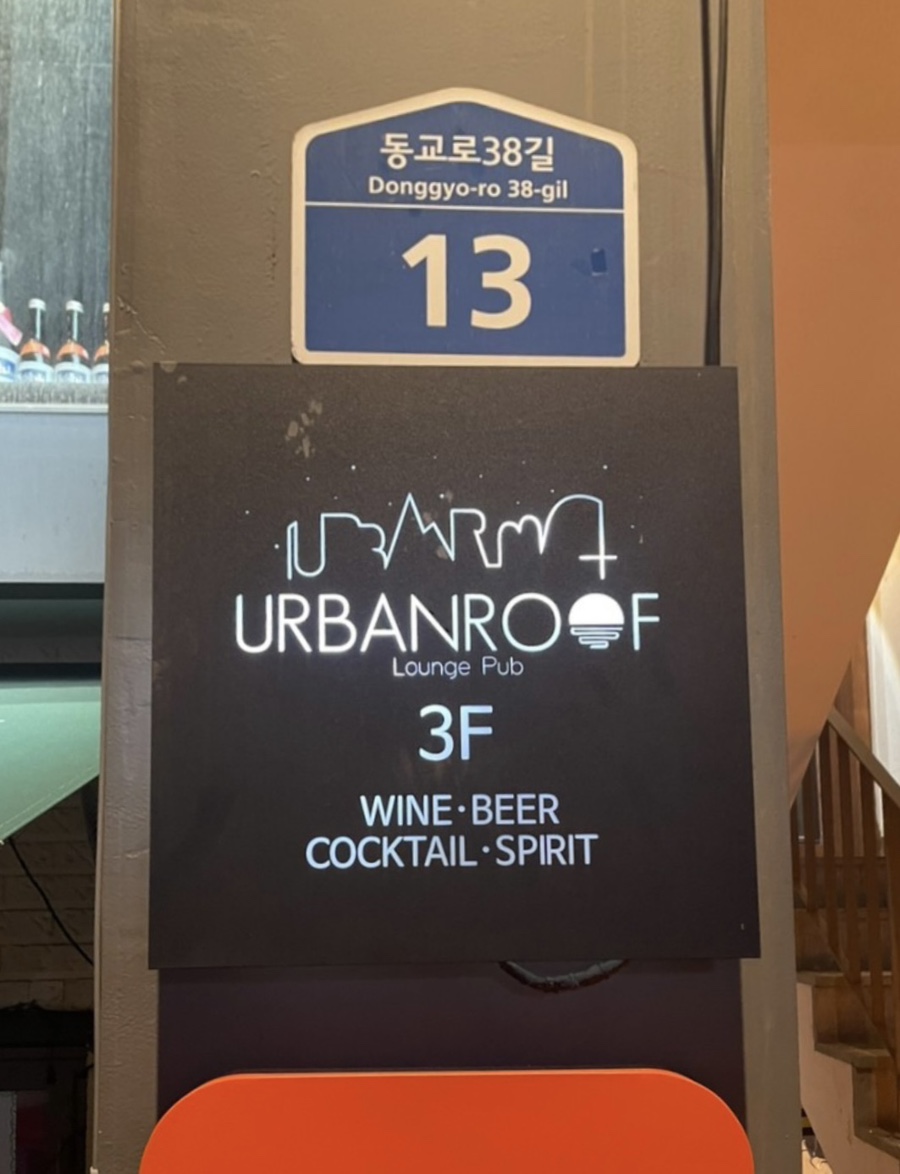 동교로38길
Donggyo-ro 38-gil
13
URBANROOF
Lounge Pub
3F
WINE·BEER
COCKTAIL·SPIRIT